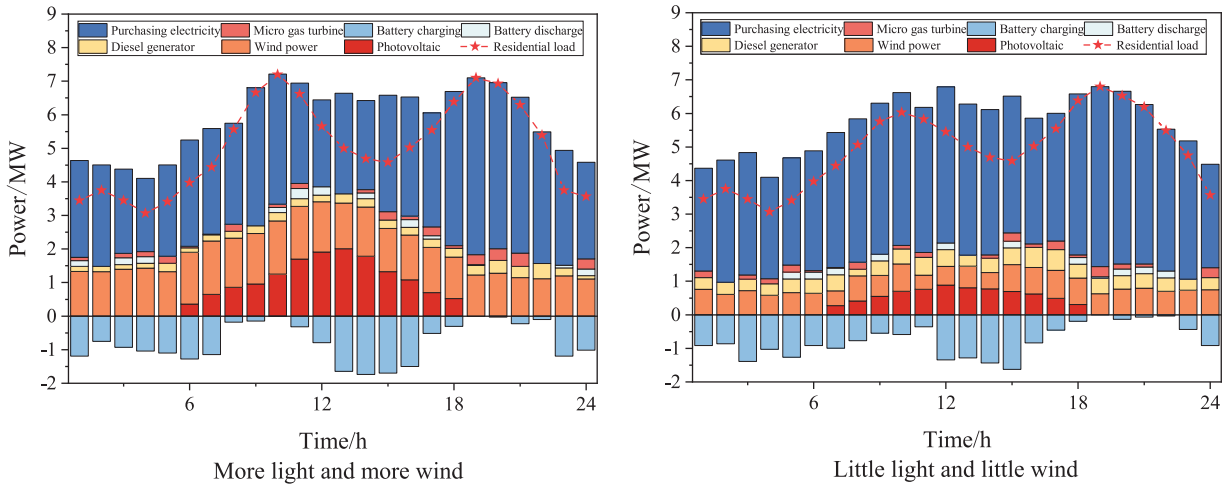 Purchasing electricity Micro gas turbine Battery charging Battery discharge
Diesel generator Wind power Photovoltaic Residential load
9
8
7
6
5
4
3
2
1
0
-1
-2
Power/MW
6 12 18 24
Time/h
More light and more wind
Purchasing electricity Micro gas turbine Battery charging Battery discharge
Diesel generator Wind power Photovoltaic Residential load
9
8
7
6
5
4
3
2
1
0
-1
-2
Power/MW
6 12 18 24
Time/h
Little light and little wind